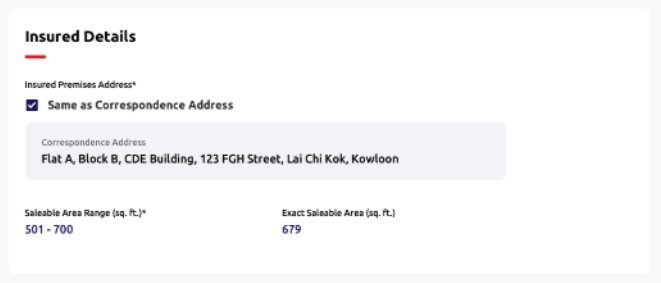 Insured Details
Insured Premises Address*
Same as Correspondence Address
Correspondence Address
Flat A, Block B, CDE Building, 123 FGH Street, Lai Chi Kok, Kowloon
Saleable Area Range (sq. ft.)* Exact Saleable Area (sq. ft.)
501 - 700 679